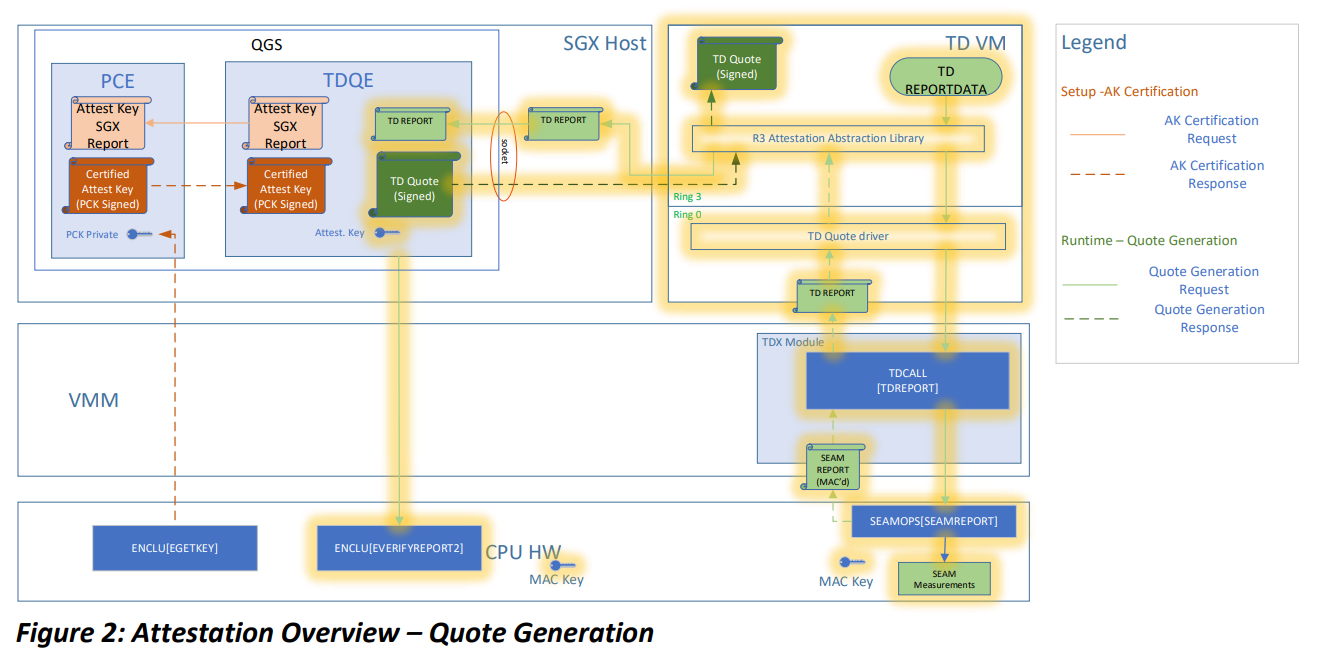 QGS
SGX Host
PCE
Attest Key
SGX
Report
Certified
Attest Key
(PCK Signed)
PCK Private
TDQE
Attest Key
SGX
Report
Certified
Attest Key
(PCK Signed)
TD REPORT
TD Quote
(Signed)
Attest. Key
socket
TD REPORT
TD VM
TD Quote
(Signed)
TD
REPORTDATA
R3 Attestation Abstraction Library
Ring 3
Ring 0
TD Quote driver
TD REPORT
VMM
TDX Module
TDCALL
[TDREPORT]
SEAM
REPORT
(MAC'd)
ENCLU[EGETKEY]
ENCLU[EVERIFYREPORT2]
CPU HW
MAC Key
MAC Key
SEAMOPS[SEAMREPORT]
SEAM
Measurements
Legend
Setup -AK Certification
AK Certification
Request
AK Certification
Response
Runtime – Quote Generation
Quote Generation
Request
Quote Generation
Response
Figure 2: Attestation Overview – Quote Generation